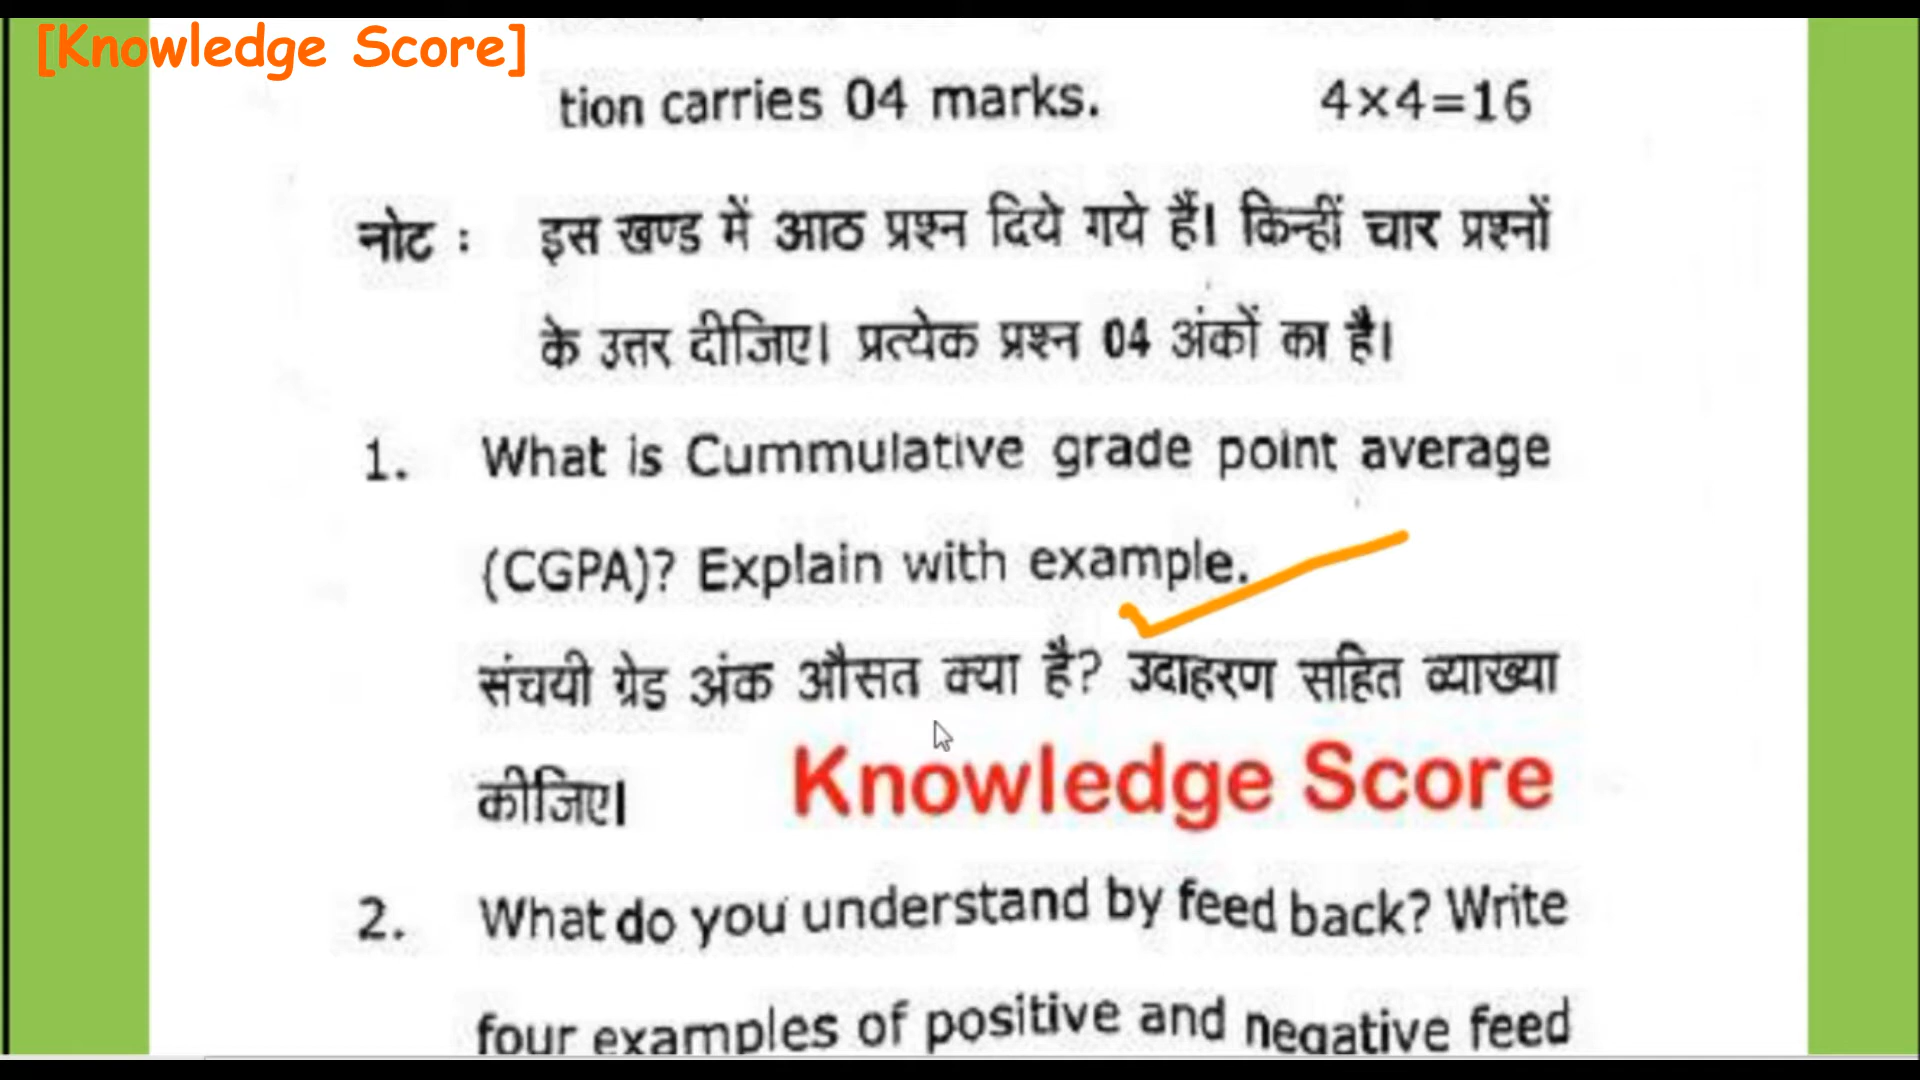 [Knowledge Score]
tion carries 04 marks. 4×4=16
नोट : इस खण्ड में आठ प्रश्न दिये गये हैं। किन्हीं चार प्रश्नों
के उत्तर दीजिए। प्रत्येक प्रश्न 04 अंकों का है।
1. What is Cummulative grade point average
(CGPA)? Explain with example.
संचयी ग्रेड अंक औसत क्या है? उदाहरण सहित व्याख्या
कीजिए।
Knowledge Score
2. What do you understand by feed back? Write
four examples of positive and negative feed